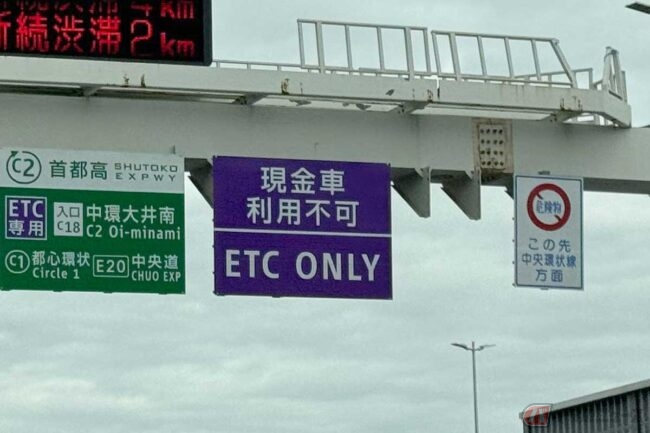 断続渋滞 2 km
C2 首都高 SHUTOKO EXPWY
ETC 専用 入口 C18 中環大井南
C2 Oi-minami
C1 都心環状 Circle 1 E20 中央道 CHUO EXP
現金車
利用不可
ETC ONLY
危険物
この先
中央環状線
方面